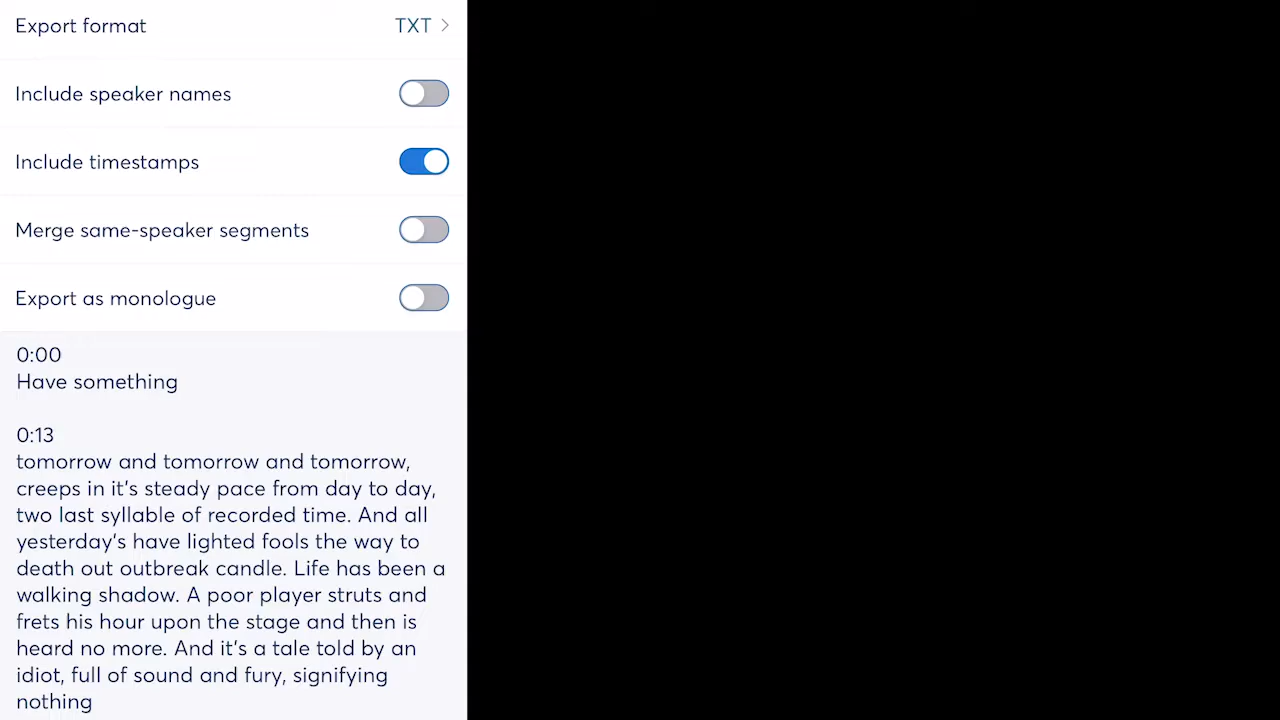 Export format
TXT
Include speaker names
Include timestamps
Merge same-speaker segments
Export as monologue
0:00
Have something
0:13
tomorrow and tomorrow and tomorrow,
creeps in it's steady pace from day to day,
two last syllable of recorded time. And all
yesterday's have lighted fools the way to
death out outbreak candle. Life has been a
walking shadow. A poor player struts and
frets his hour upon the stage and then is
heard no more. And it's a tale told by an
idiot, full of sound and fury, signifying
nothing